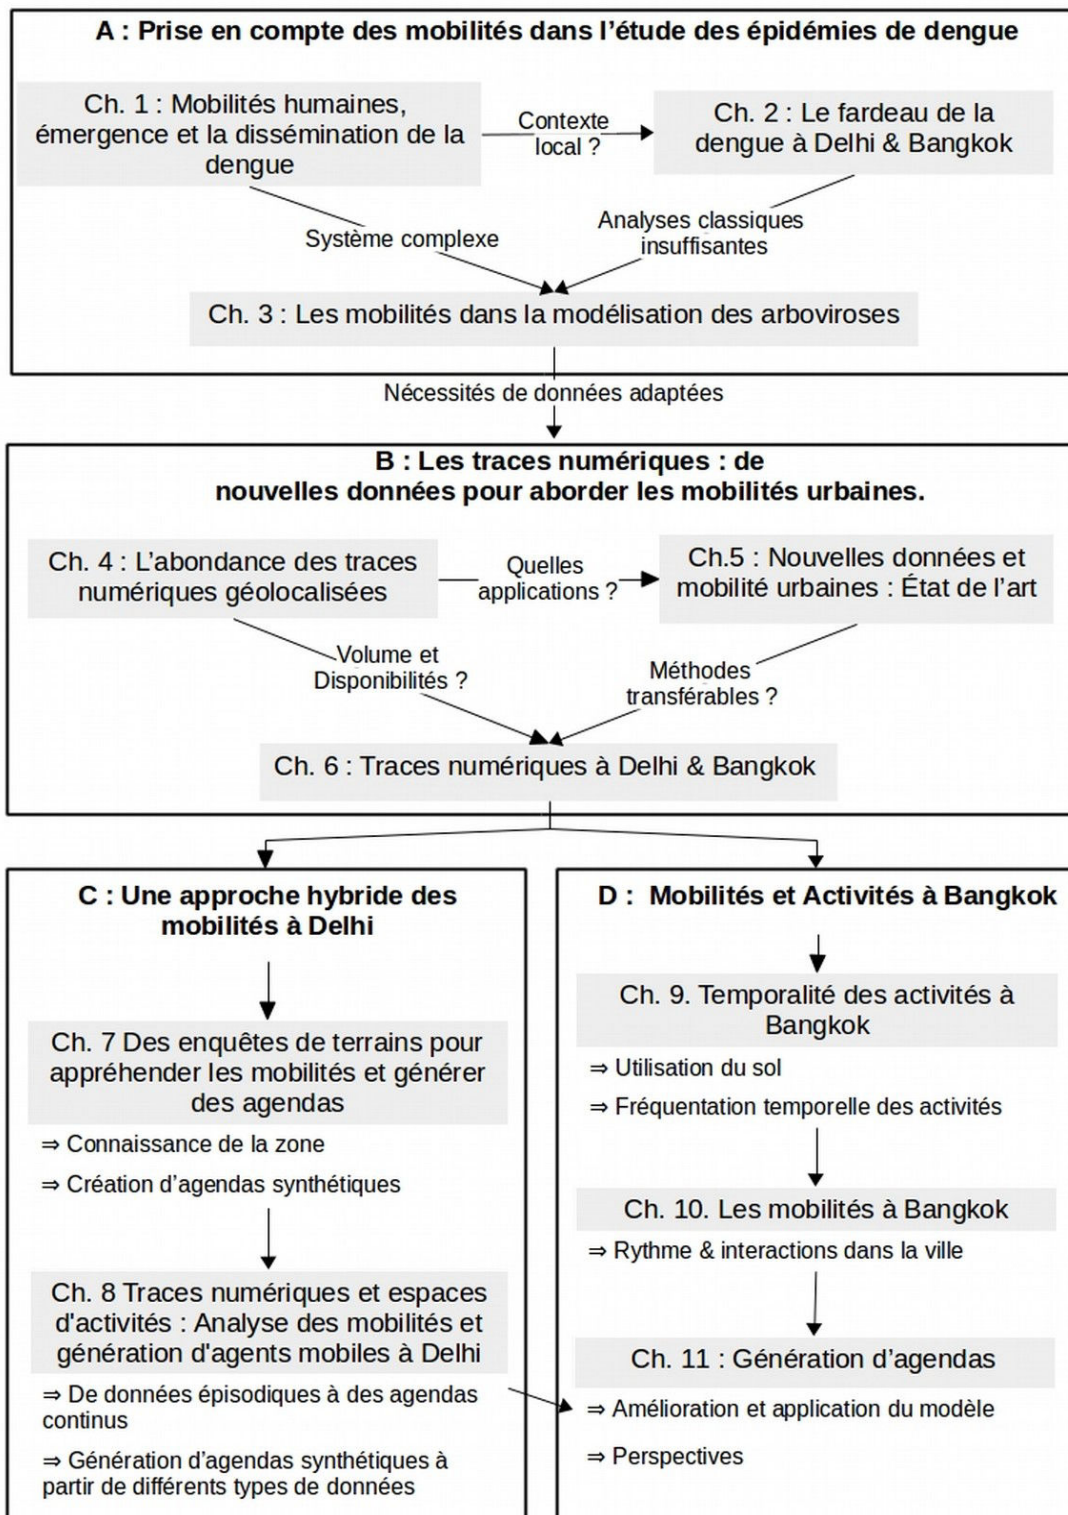 A : Prise en compte des mobilités dans l'étude des épidémies de dengue
Ch. 1 : Mobilités humaines,
émergence et la dissémination de la
dengue
Contexte
local ?
Ch. 2 : Le fardeau de la
dengue à Delhi & Bangkok
Système complexe
Analyses classiques
insuffisantes
Ch. 3 : Les mobilités dans la modélisation des arboviroses
Nécessités de données adaptées
B : Les traces numériques : de
nouvelles données pour aborder les mobilités urbaines.
Ch. 4 : L'abondance des traces
numériques géolocalisées
Quelles
applications ?
Ch.5 : Nouvelles données et
mobilité urbaines : État de l'art
Volume et
Disponibilités ?
Méthodes
transférables ?
Ch. 6 : Traces numériques à Delhi & Bangkok
C : Une approche hybride des
mobilités à Delhi
Ch. 7 Des enquêtes de terrains pour
appréhender les mobilités et générer
des agendas
⇒ Connaissance de la zone
⇒ Création d'agendas synthétiques
Ch. 8 Traces numériques et espaces
d'activités : Analyse des mobilités et
génération d'agents mobiles à Delhi
⇒ De données épisodiques à des agendas
continus
⇒ Génération d'agendas synthétiques à
partir de différents types de données
D :  Mobilités et Activités à Bangkok
Ch. 9. Temporalité des activités à
Bangkok
⇒ Utilisation du sol
⇒ Fréquentation temporelle des activités
Ch. 10. Les mobilités à Bangkok
⇒ Rythme & interactions dans la ville
Ch. 11 : Génération d'agendas
⇒ Amélioration et application du modèle
⇒ Perspectives